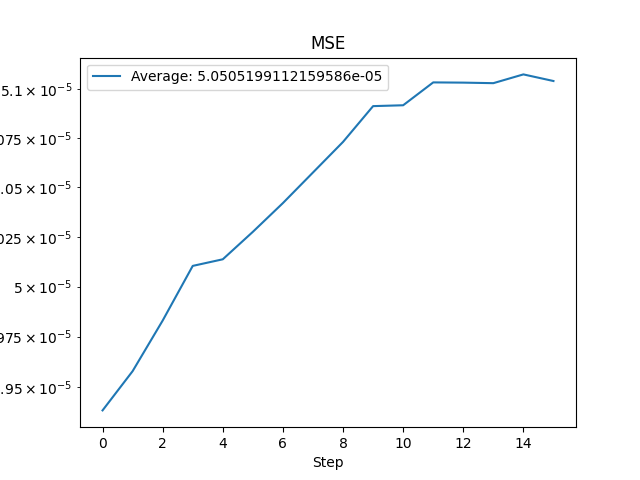 MSE
Average: 5.0505199112159586e-05
5.1 × 10⁻⁵
075 × 10⁻⁵
.05 × 10⁻⁵
025 × 10⁻⁵
5 × 10⁻⁵
975 × 10⁻⁵
.95 × 10⁻⁵
0 2 4 6 8 10 12 14
Step